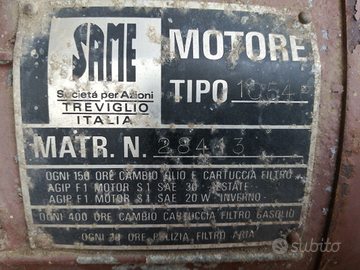 SAME
Società per Azioni
TREVIGLIO
ITALIA
MOTORE
TIPO 1054
MATR. N. 28443
OGNI 150 ORE CAMBIO OLIO E CARTUCCIA FILTRO
AGIP F1 MOTOR S1 SAE 30 ESTATE
AGIP F1 MOTOR S1 SAE 20 W INVERNO
OGNI 400 ORE CAMBIO CARTUCCIA FILTRO GASOLIO
OGNI ORE PULIZIA FILTRO ARIA
subito